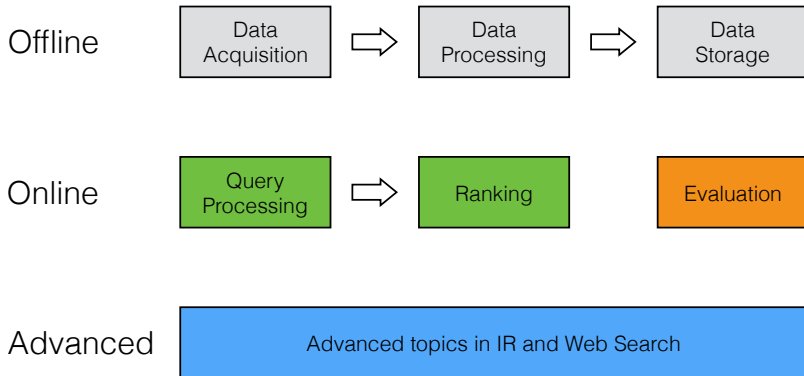 Offline
Data
Acquisition
Data
Processing
Data
Storage
Online
Query
Processing
Ranking
Evaluation
Advanced
Advanced topics in IR and Web Search